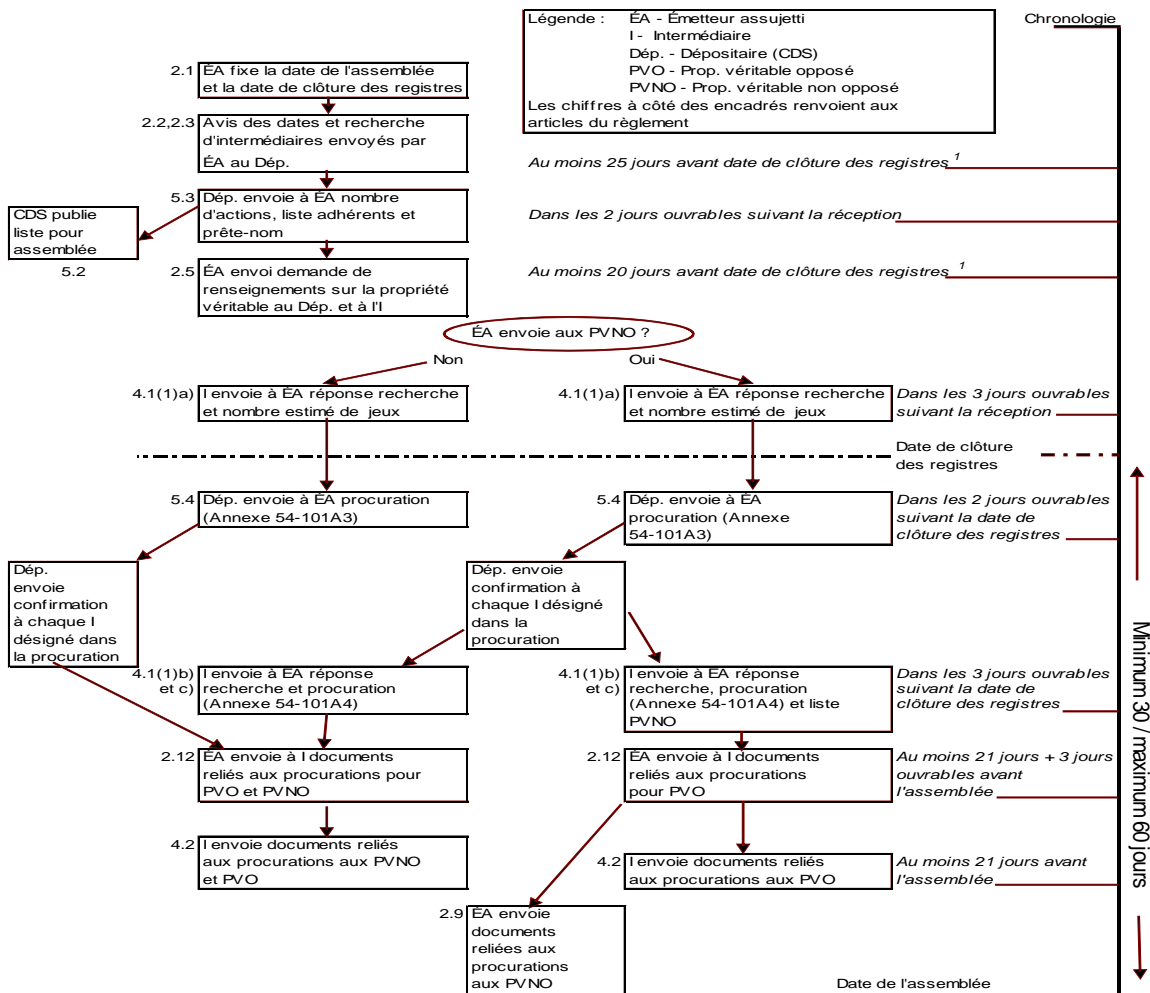 Légende : ÉA - Émetteur assujetti
I - Intermédiaire
Dép. - Dépositaire (CDS)
PVO - Prop. véritable opposé
PVNO - Prop. véritable non opposé
Les chiffres à côté des encadrés renvoient aux
articles du règlement
Chronologie
2.1 ÉA fixe la date de l'assemblée
et la date de clôture des registres
2.2,2.3 Avis des dates et recherche
d'intermédiaires envoyés par
ÉA au Dép.
Au moins 25 jours avant date de clôture des registres 1
5.3 Dép. envoie à ÉA nombre
d'actions, liste adhérents et
prête-nom
Dans les 2 jours ouvrables suivant la réception
CDS publie
liste pour
assemblée
5.2
2.5 ÉA envoi demande de
renseignements sur la propriété
véritable au Dép. et à l'I
Au moins 20 jours avant date de clôture des registres 1
ÉA envoie aux PVNO ?
Non
Oui
4.1(1)a) I envoie à ÉA réponse recherche
et nombre estimé de jeux
4.1(1)a) I envoie à ÉA réponse recherche
et nombre estimé de jeux
Dans les 3 jours ouvrables
suivant la réception
Date de clôture
des registres
5.4 Dép. envoie à ÉA procuration
(Annexe 54-101A3)
5.4 Dép. envoie à ÉA
procuration (Annexe
54-101A3)
Dans les 2 jours ouvrables
suivant la date de
clôture des registres
Dép.
envoie
confirmation
à chaque I
désigné dans
la procuration
Dép. envoie
confirmation à
chaque I désigné
dans la
procuration
4.1(1)b)
et c) I envoie à ÉA réponse
recherche et procuration
(Annexe 54-101A4)
4.1(1)b)
et c) I envoie à ÉA réponse
recherche, procuration
(Annexe 54-101A4) et liste
PVNO
Dans les 3 jours ouvrables
suivant la date de
clôture des registres
2.12 ÉA envoie à I documents
reliés aux procurations pour
PVO et PVNO
2.12 ÉA envoie à I documents
reliés aux procurations
pour PVO
Au moins 21 jours + 3 jours
ouvrables avant
l'assemblée
4.2 I envoie documents reliés
aux procurations aux PVNO
et PVO
4.2 I envoie documents reliés
aux procurations aux PVO
Au moins 21 jours avant
l'assemblée
2.9 ÉA envoie
documents
reliées aux
procurations
aux PVNO
Date de l'assemblée
Minimum 30 / maximum 60 jours